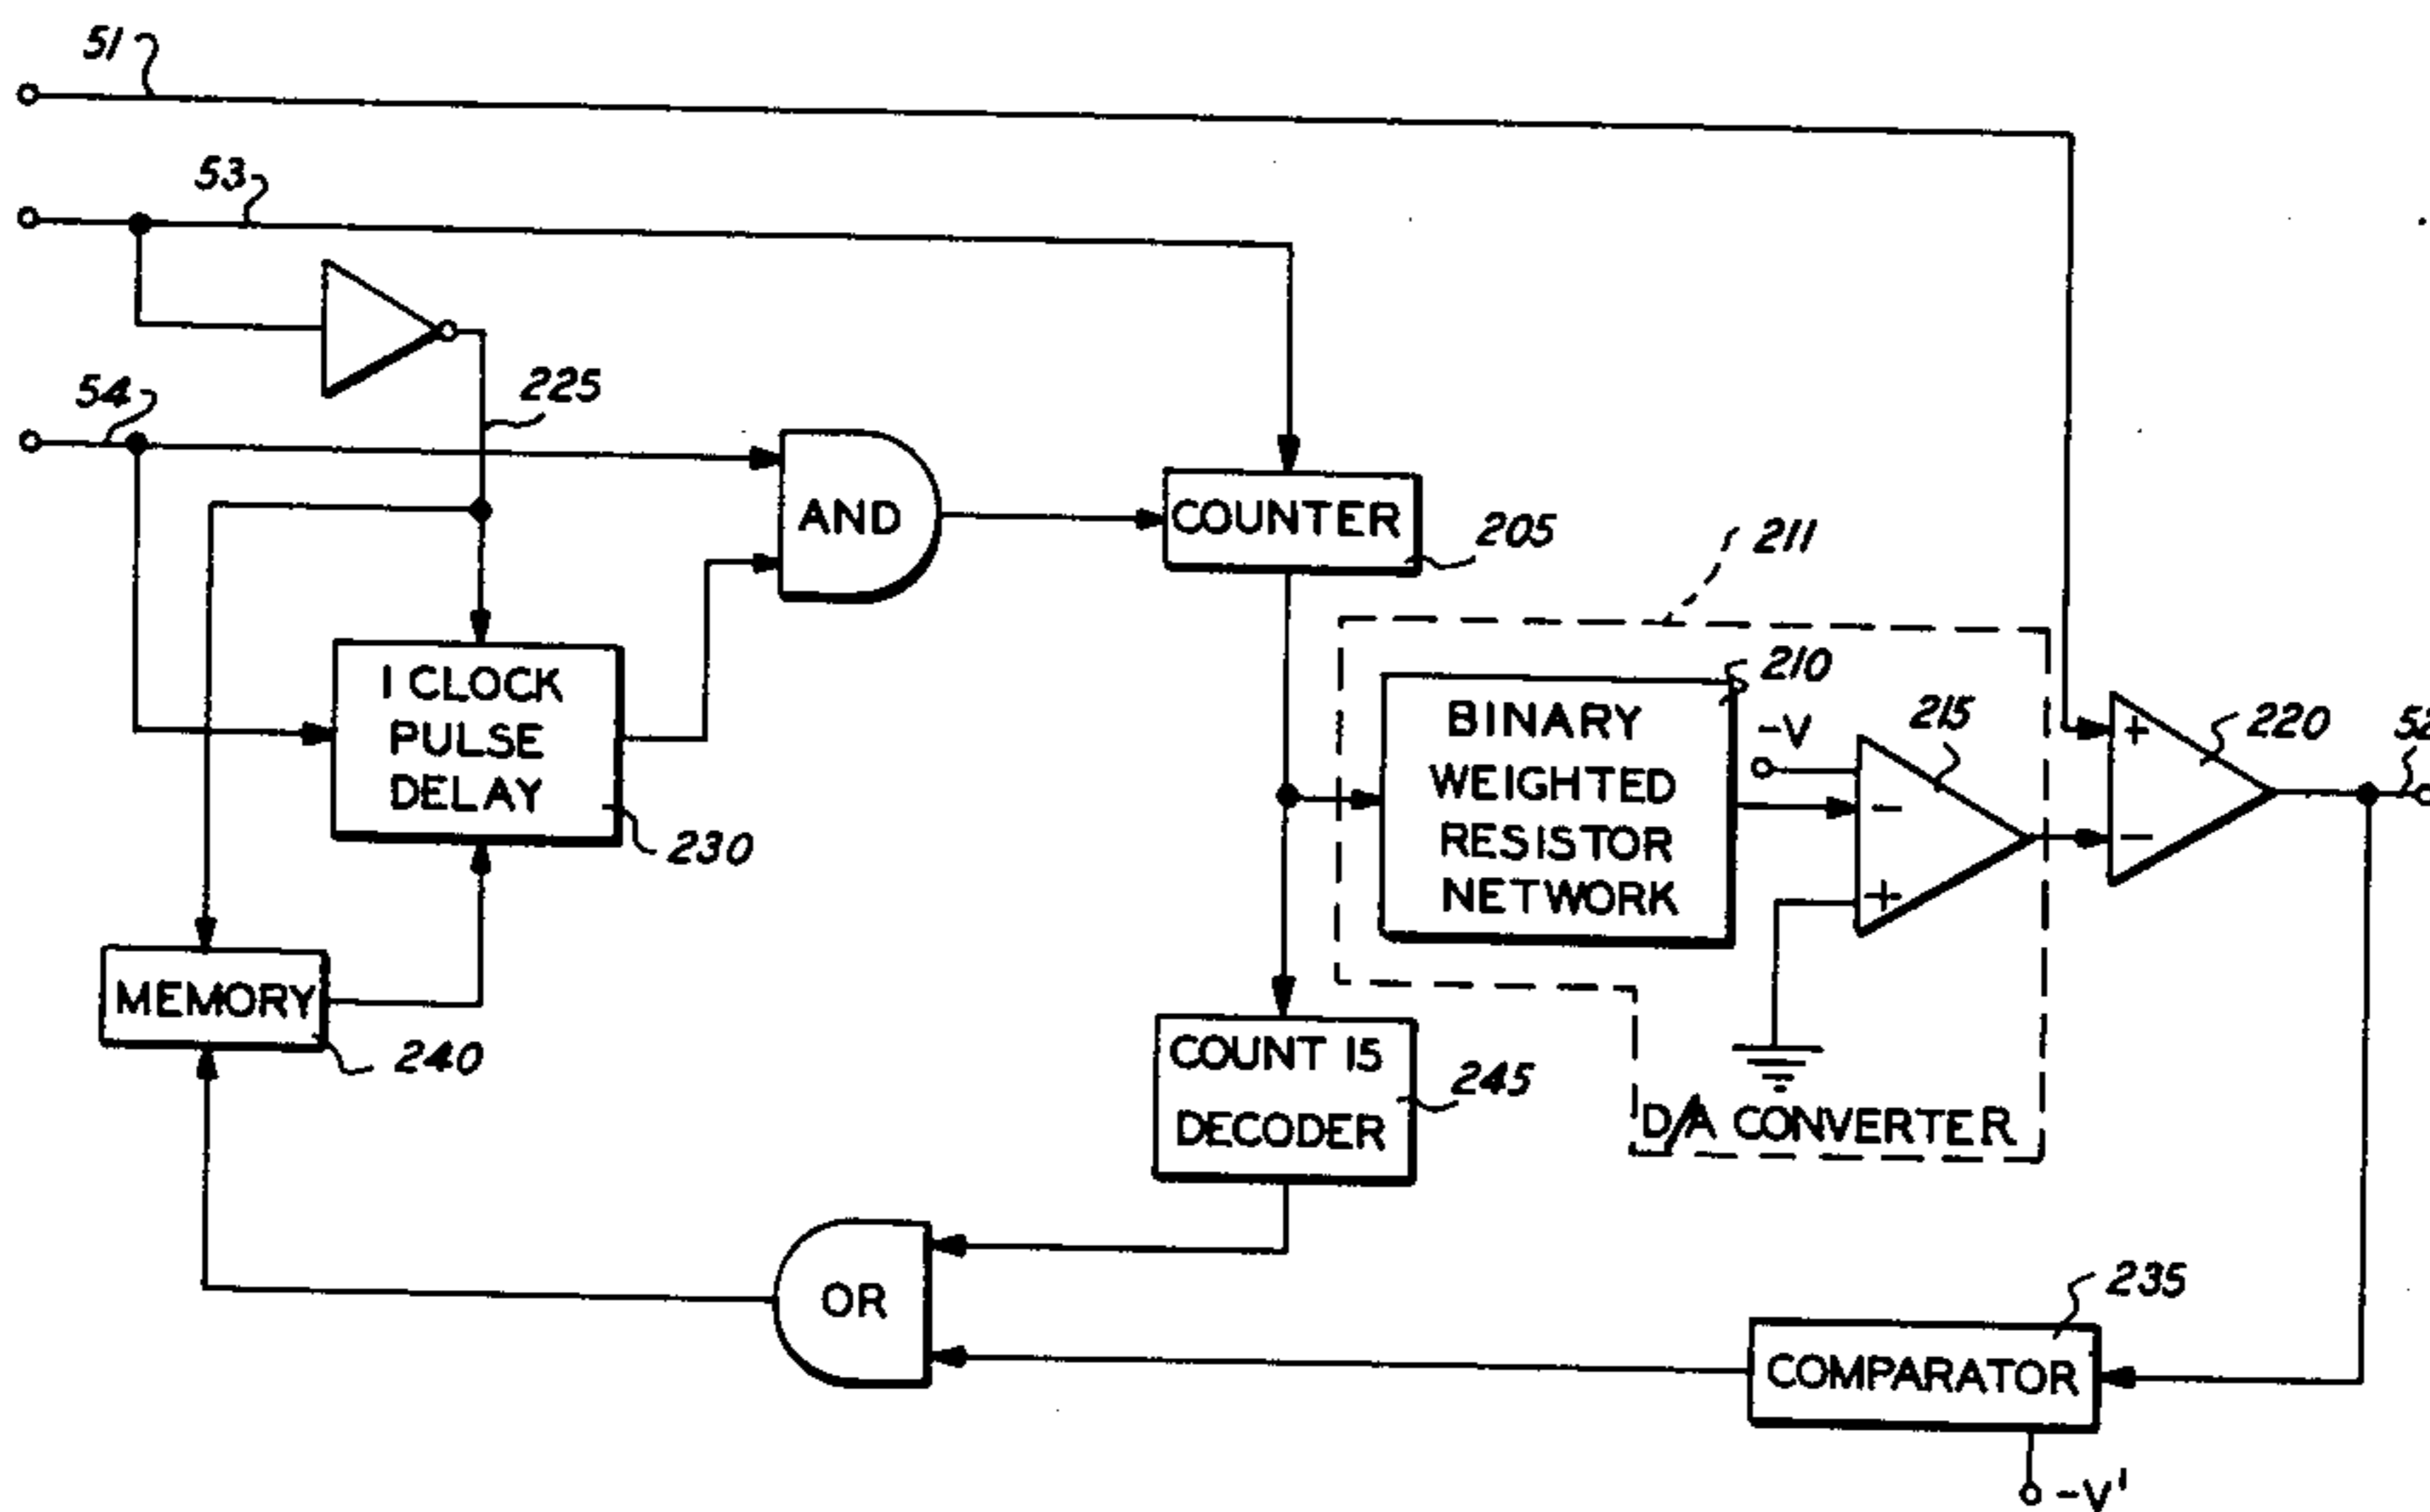 51
53
54
225
AND
COUNTER
205
211
1 CLOCK
PULSE
DELAY
230
210
BINARY
WEIGHTED
RESISTOR
NETWORK
-V
215
-
+
+
-
220
52
MEMORY
240
COUNT 15
DECODER
245
D/A CONVERTER
OR
COMPARATOR
235
-V'